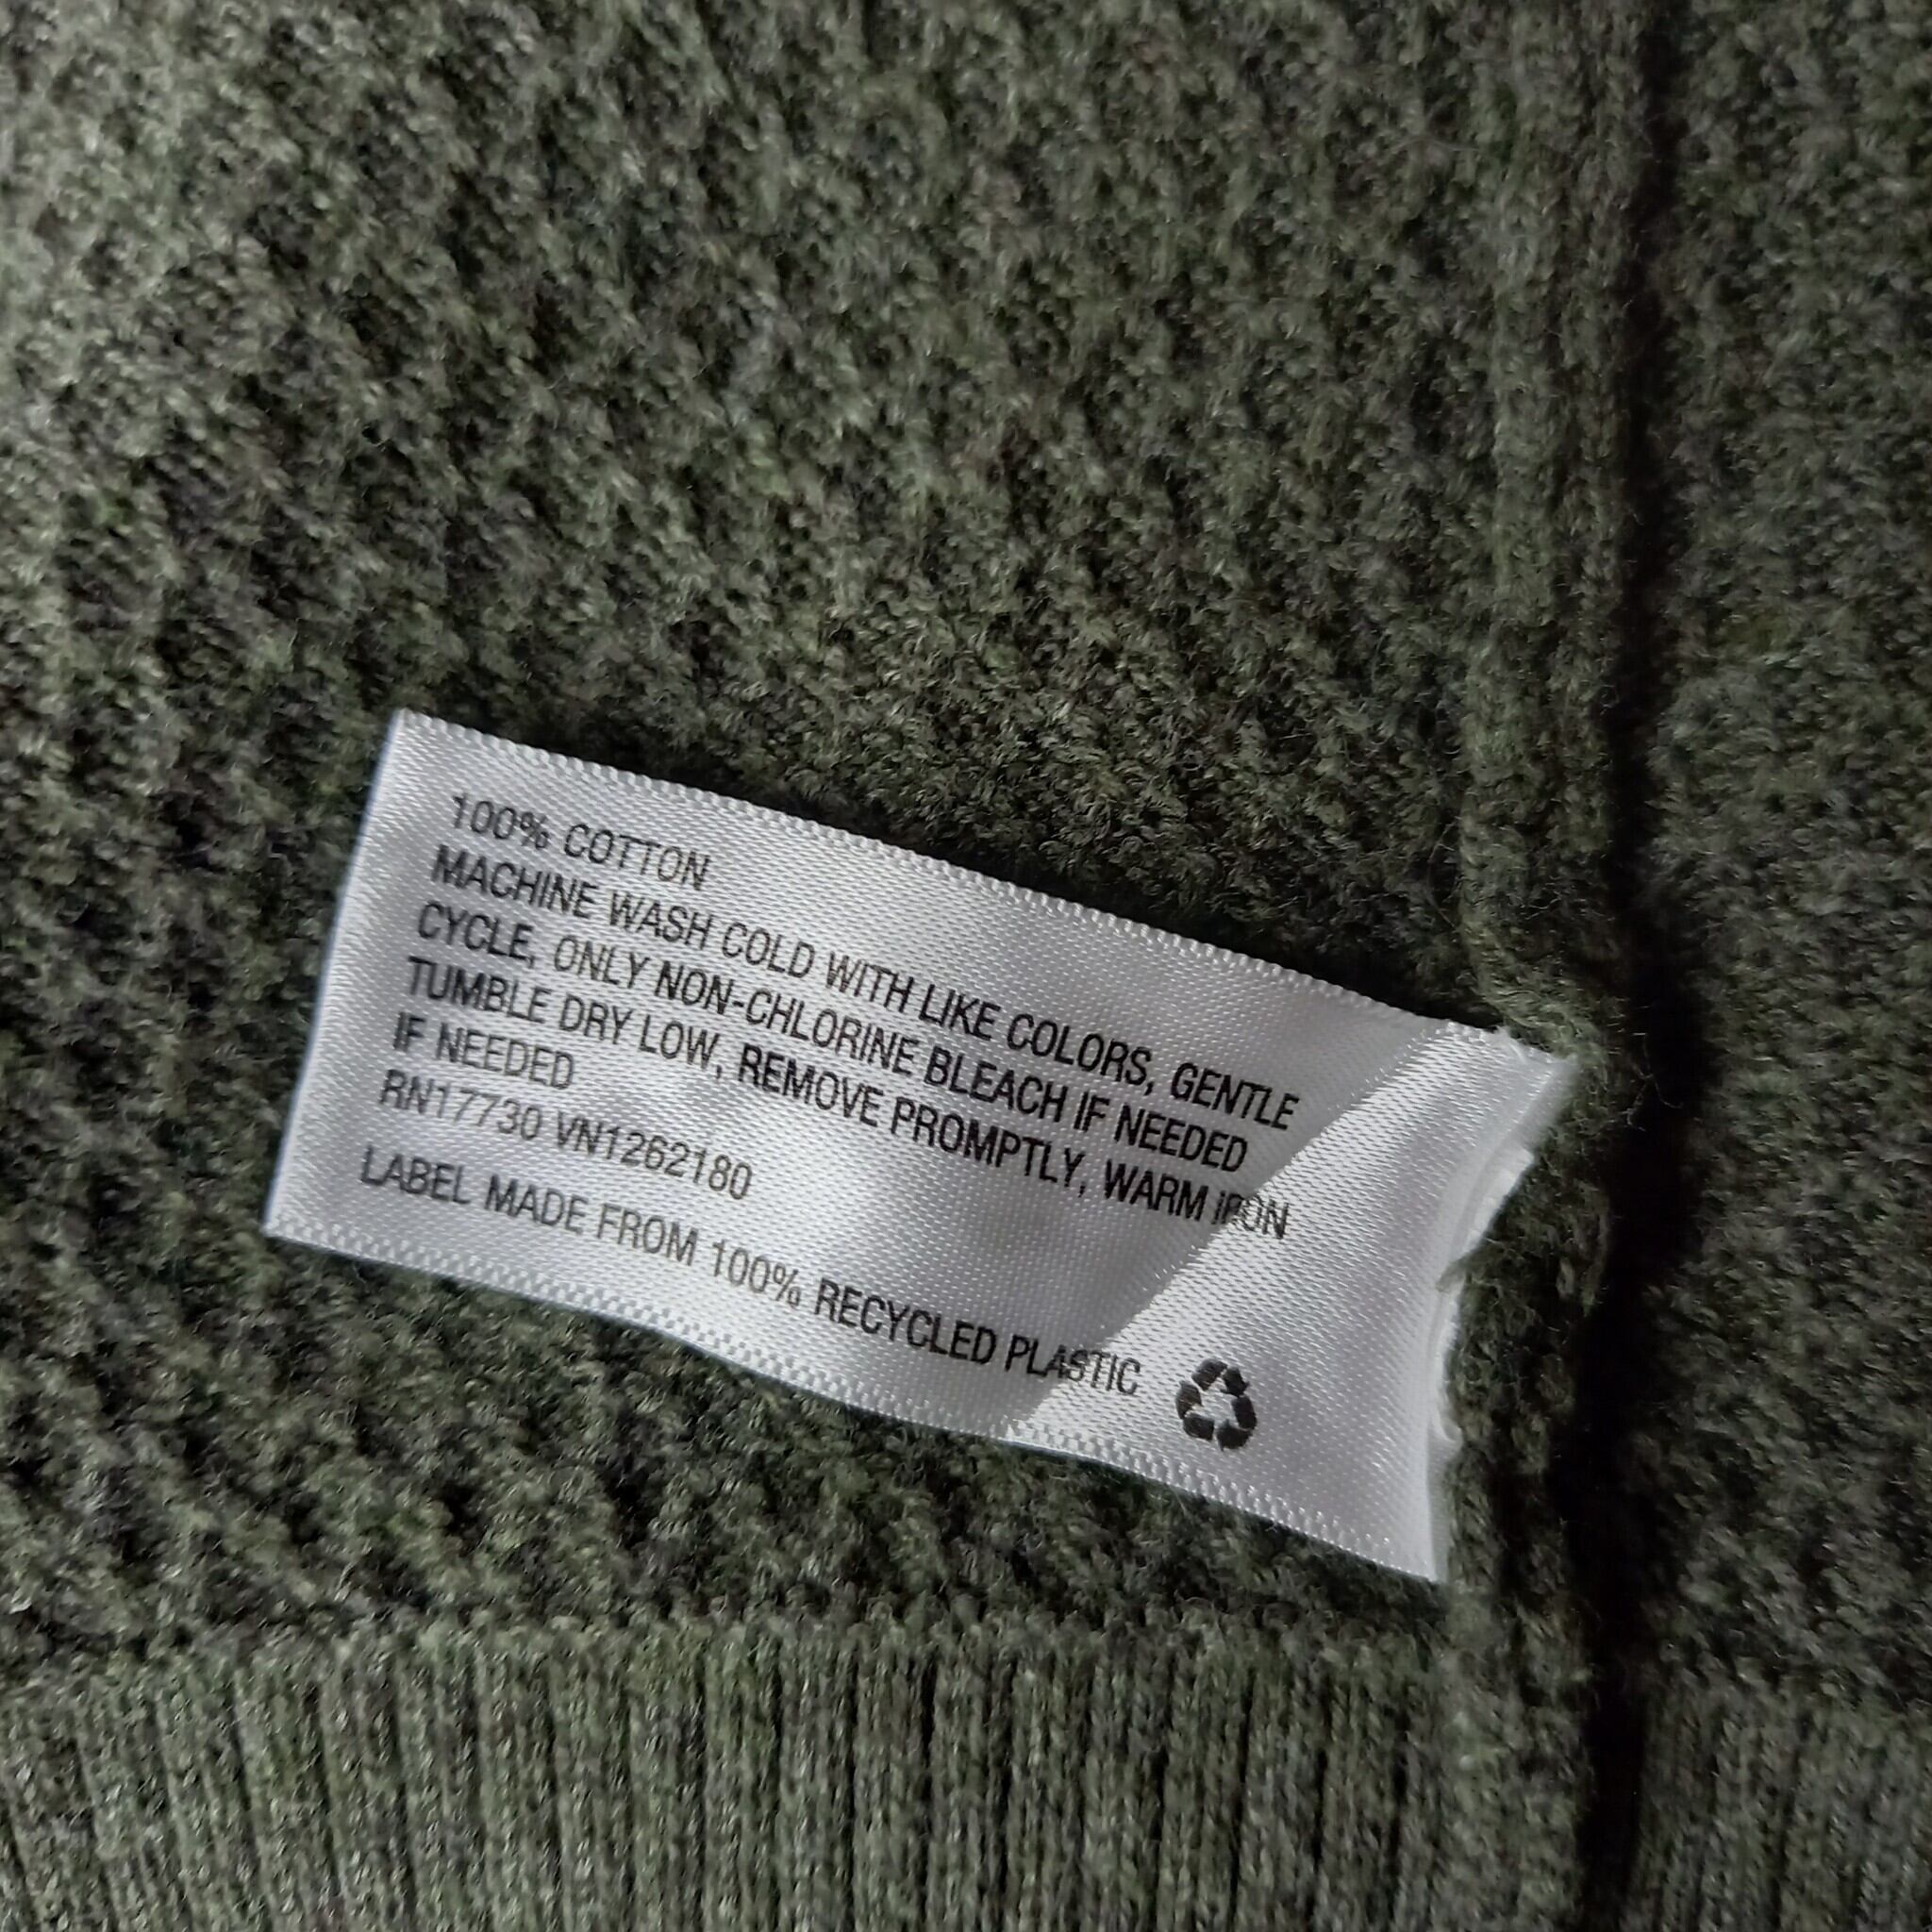 100% COTTON
MACHINE WASH COLD WITH LIKE COLORS, GENTLE
CYCLE, ONLY NON-CHLORINE BLEACH IF NEEDED
TUMBLE DRY LOW, REMOVE PROMPTLY, WARM IRON
IF NEEDED
RN17730 VN1262180
LABEL MADE FROM 100% RECYCLED PLASTIC